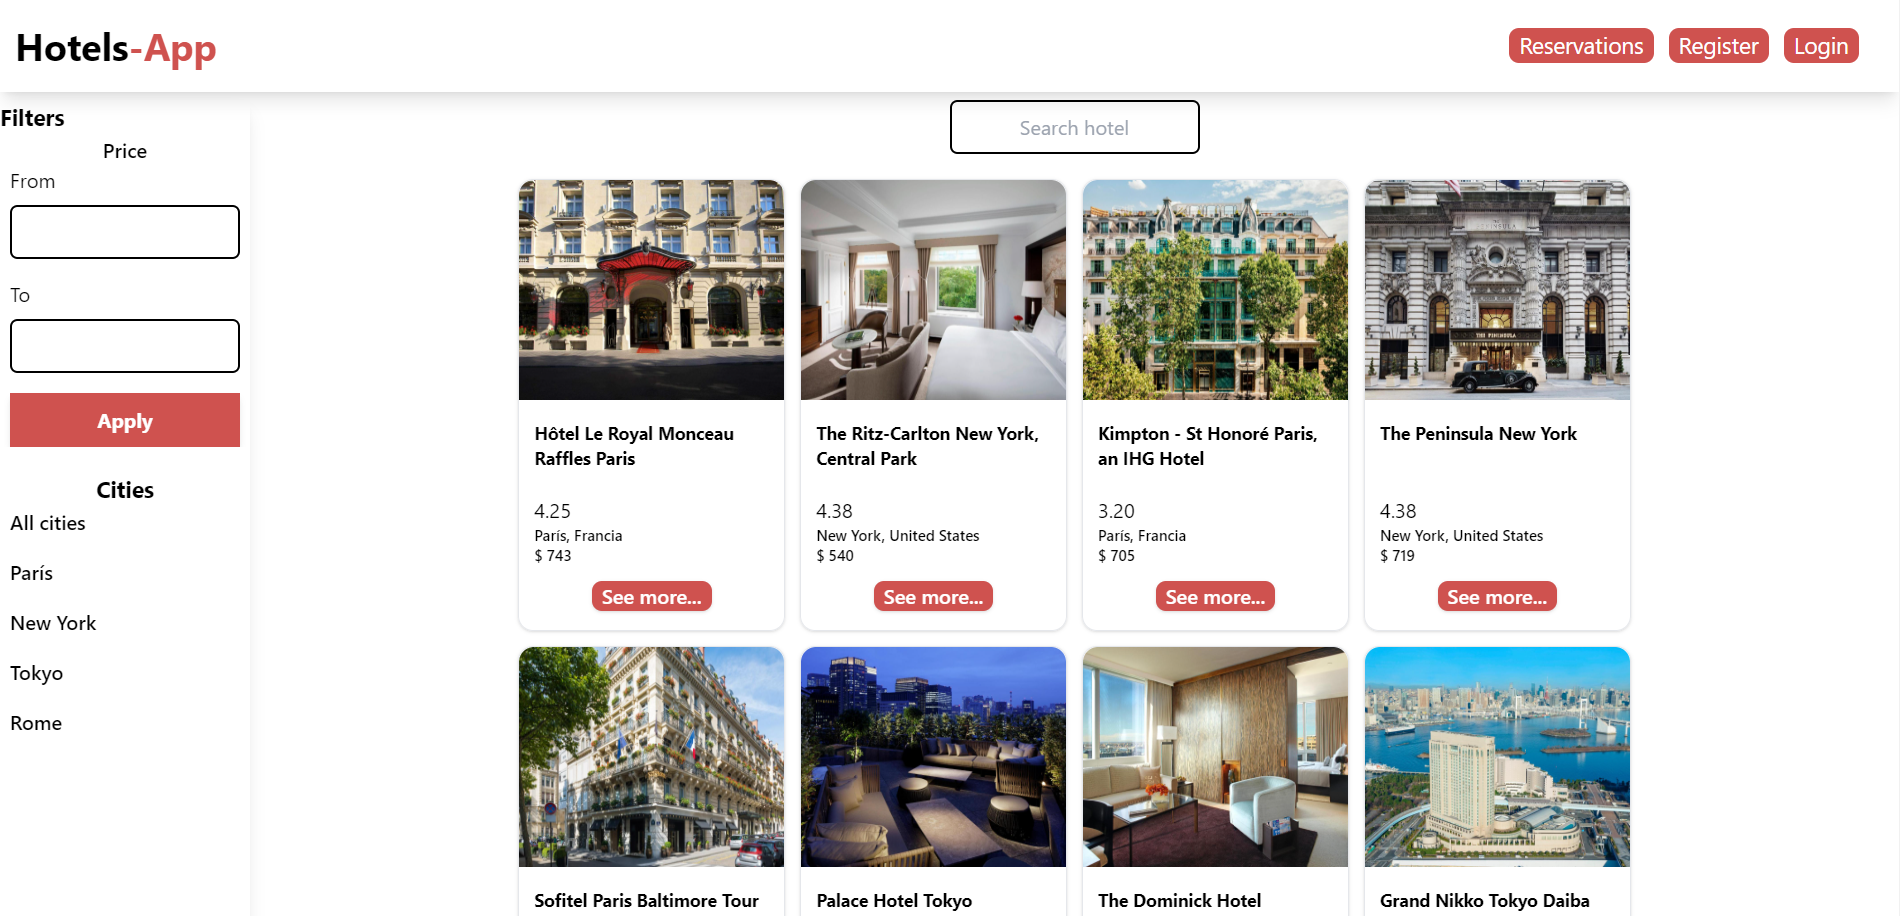 Hotels-App
Reservations
Register
Login
Filters
Price
From
To
Apply
Cities
All cities
París
New York
Tokyo
Rome
Search hotel
Hôtel Le Royal Monceau
Raffles Paris
4.25
París, Francia
$ 743
See more...
The Ritz-Carlton New York,
Central Park
4.38
New York, United States
$ 540
See more...
Kimpton - St Honoré Paris,
an IHG Hotel
3.20
París, Francia
$ 705
See more...
PENINSULA
THE PENINSULA
The Peninsula New York
4.38
New York, United States
$ 719
See more...
Sofitel Paris Baltimore Tour
Palace Hotel Tokyo
The Dominick Hotel
Grand Nikko Tokyo Daiba